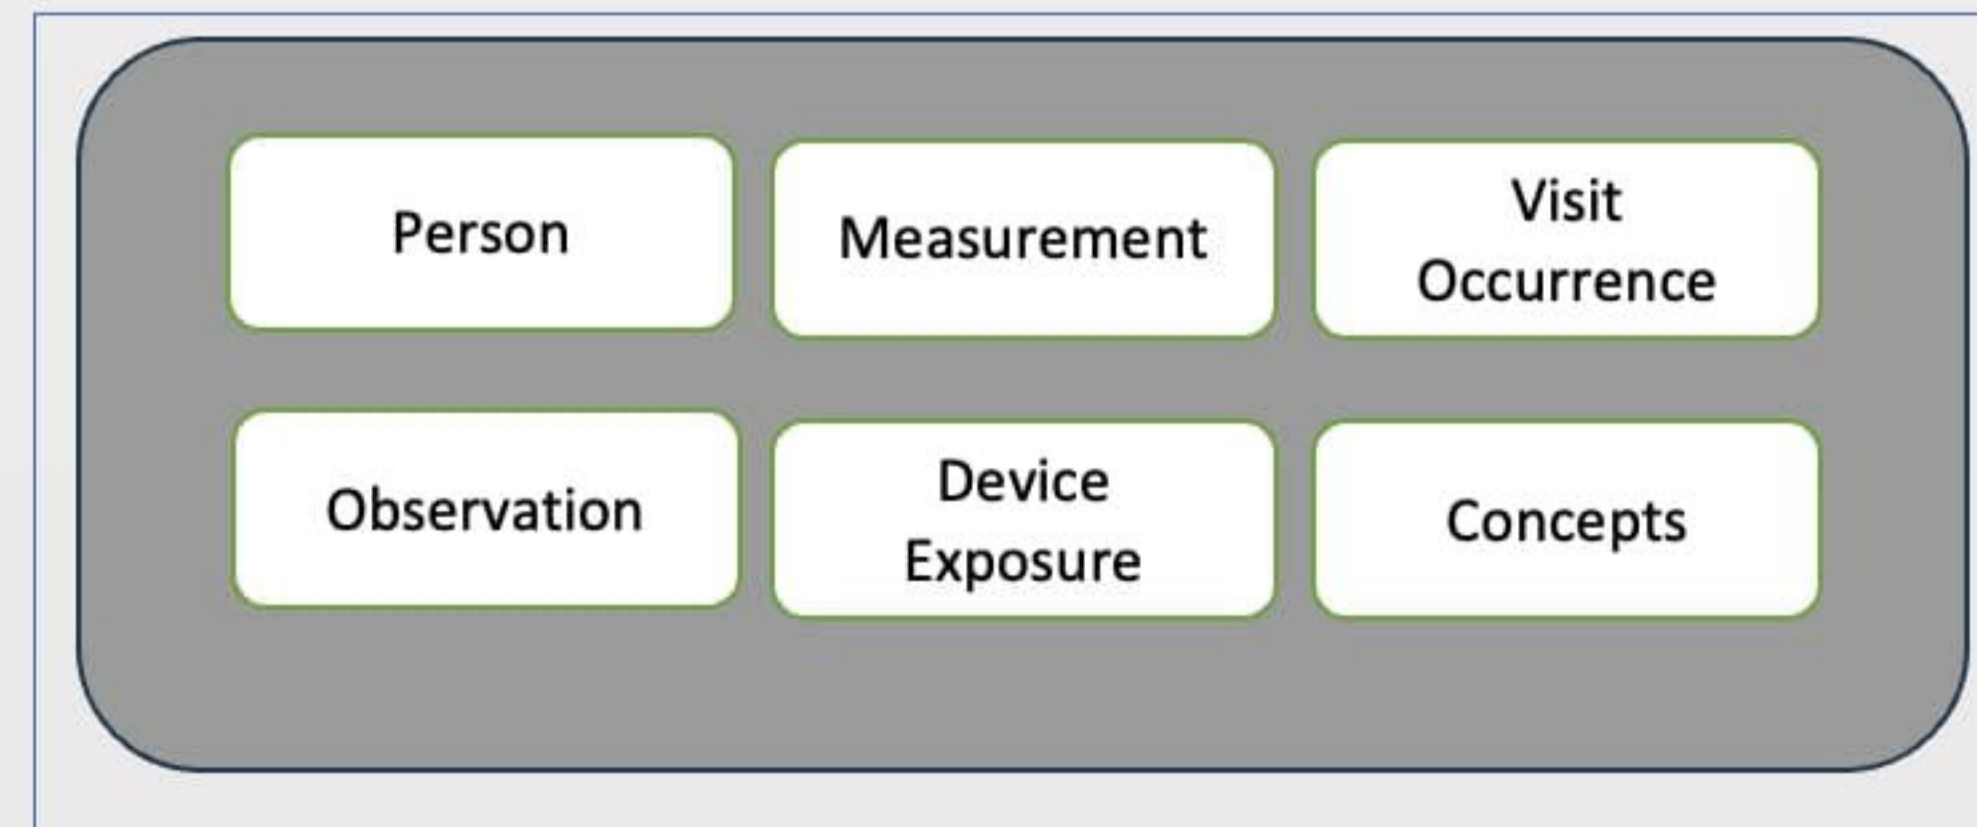 Person
Measurement
Visit
Occurrence
Observation
Device
Exposure
Concepts